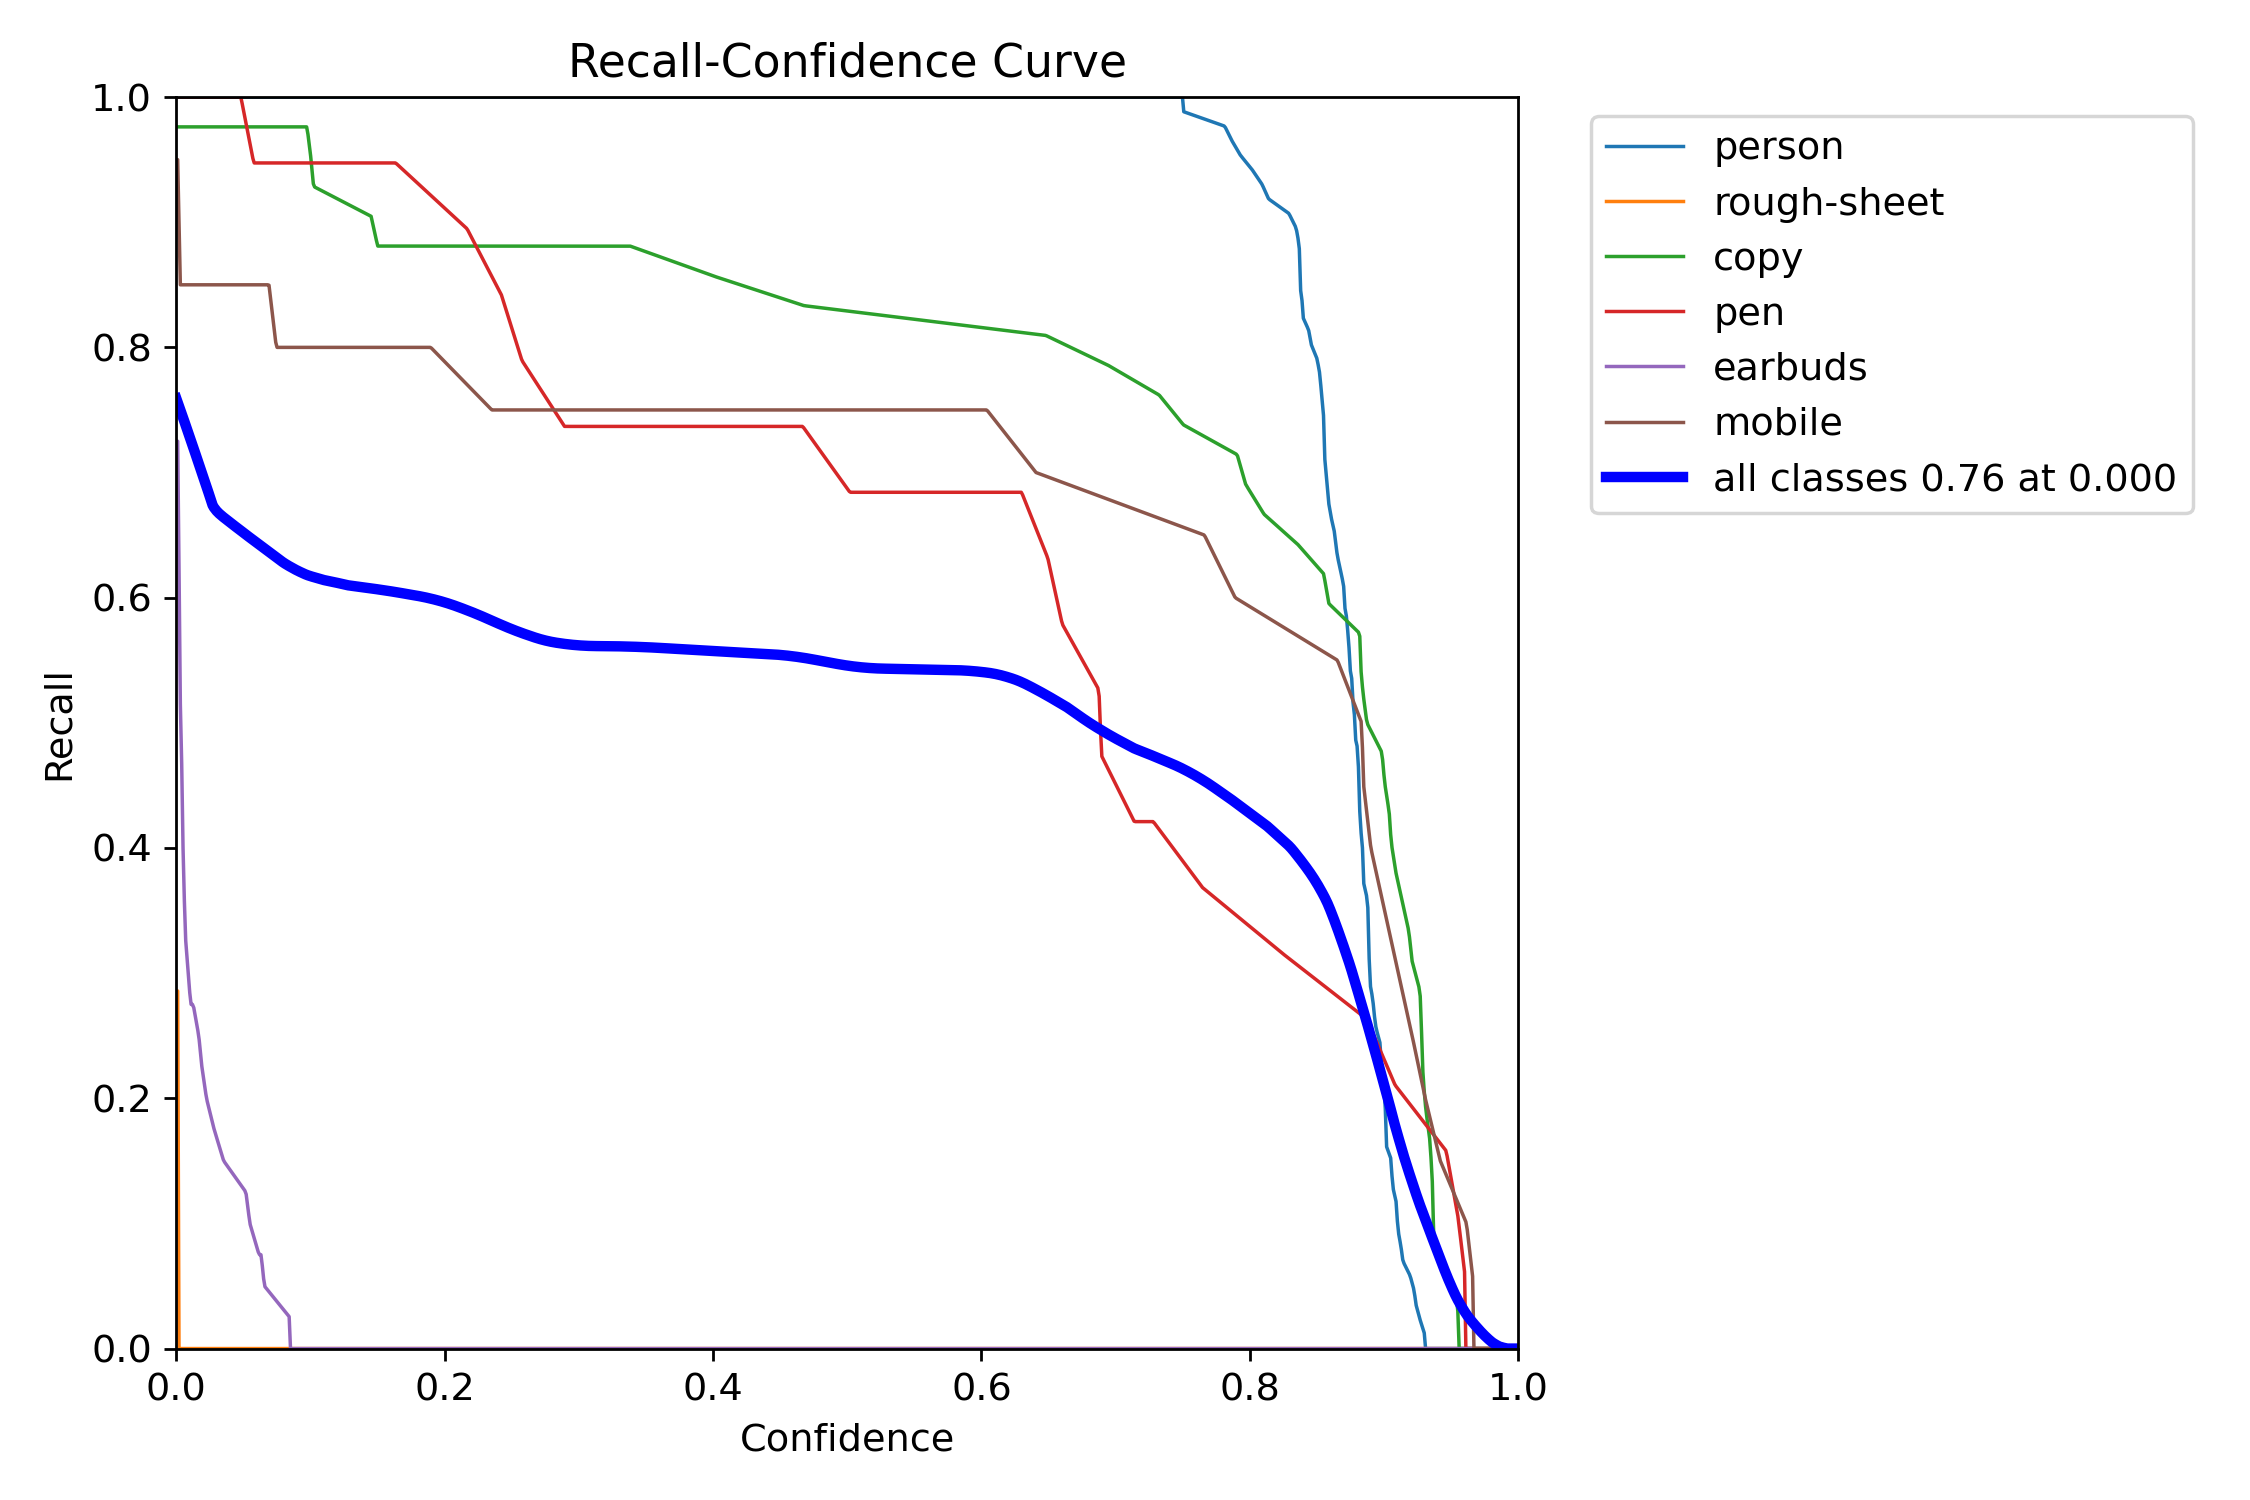 Recall-Confidence Curve
1.0
0.8
0.6
0.4
0.2
0.0
Recall
0.0 0.2 0.4 0.6 0.8 1.0
Confidence
person
rough-sheet
copy
pen
earbuds
mobile
all classes 0.76 at 0.000